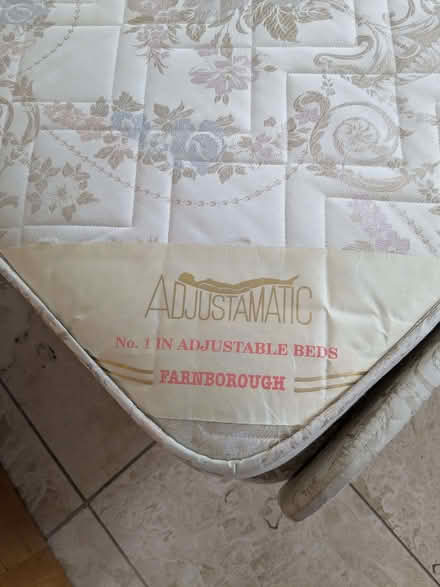 ADJUSTAMATIC
No. 1 IN ADJUSTABLE BEDS
FARNBOROUGH